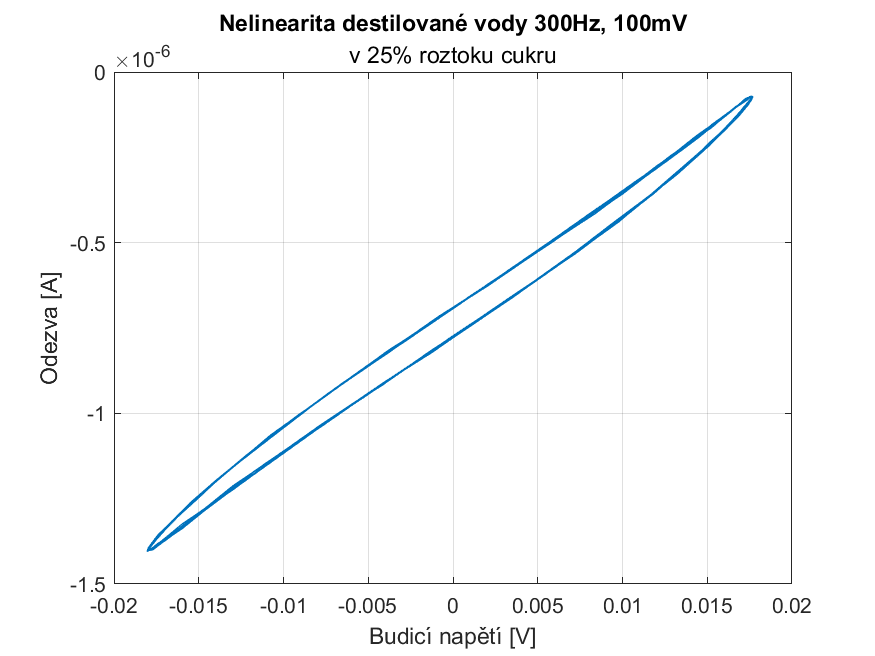 Nelinearita destilované vody 300Hz, 100mV
v 25% roztoku cukru
×10-6
0
-0.5
-1
-1.5
Odezva [A]
-0.02 -0.015 -0.01 -0.005 0 0.005 0.01 0.015 0.02
Budicí napětí [V]